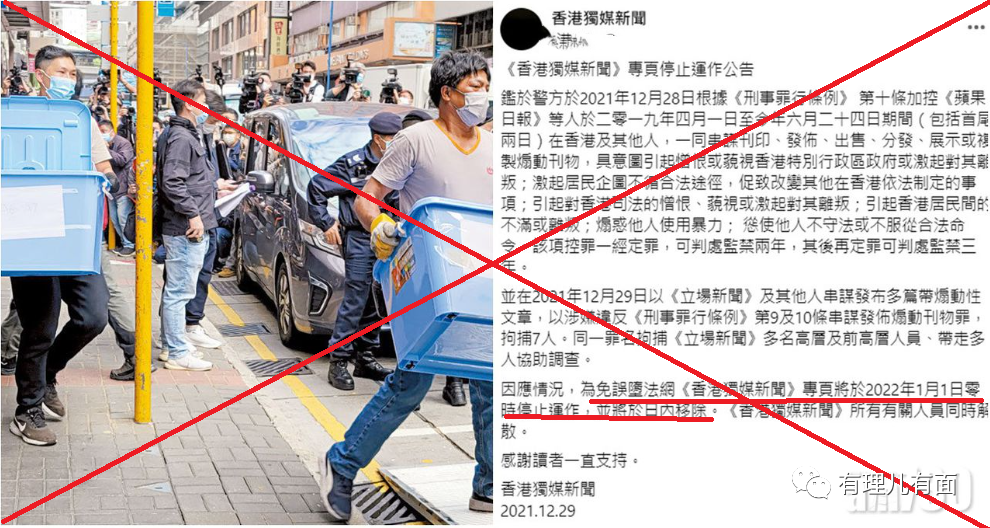 香港獨媒新聞
《香港獨媒新聞》專頁停止運作公告
鑑於警方於2021年12月28日根據《刑事罪行條例》 第十條加控《蘋果
日報》等人於二零一九年四月一日至今年六月二十四日期間（包括首尾
兩日）在香港及其他人，一同串謀刊印、發佈、出售、分發、展示或複
製煽動刊物，具意圖引起憎恨或藐視香港特別行政區政府或激起對其離
叛；激起居民企圖不循合法途徑，促致改變其他在香港依法制定的事
項；引起對香港司法的憎恨、藐視或激起對其離叛；引起香港居民間的
不滿或離叛；煽惑他人使用暴力； 慫使他人不守法或不服從合法命
令。該項控罪一經定罪，可判處監禁兩年，其後再定罪可判處監禁三
年。
並在2021年12月29日以《立場新聞》及其他人串謀發布多篇帶煽動性
文章，以涉嫌違反《刑事罪行條例》第9及10條串謀發佈煽動刊物罪，
拘捕7人。同一罪名拘捕《立場新聞》多名高層及前高層人員、帶走多
人協助調查。
因應情況，為免誤墮法網《香港獨媒新聞》專頁將於2022年1月1日零
時停止運作，並將於日內移除。《香港獨媒新聞》所有有關人員同時解
散。
感謝讀者一直支持。
香港獨媒新聞
2021.12.29
有理儿有面